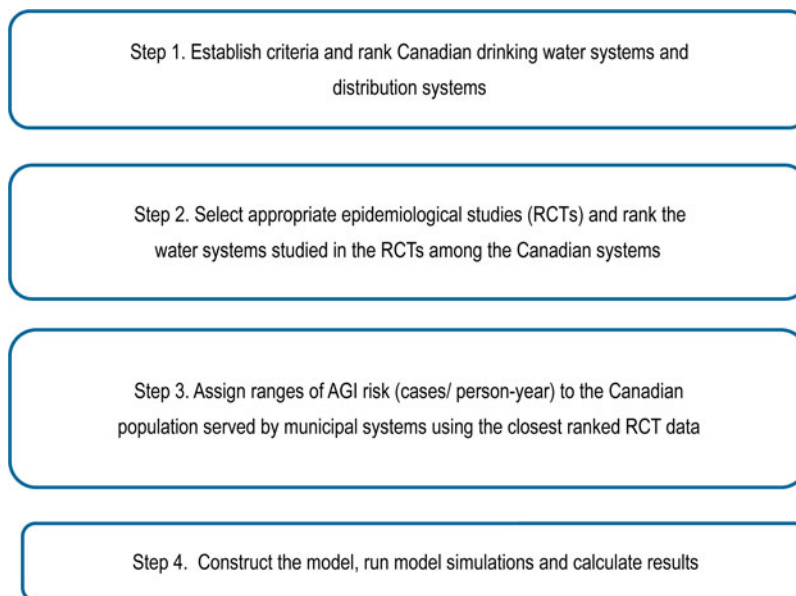 Step 1. Establish criteria and rank Canadian drinking water systems and
distribution systems
Step 2. Select appropriate epidemiological studies (RCTs) and rank the
water systems studied in the RCTs among the Canadian systems
Step 3. Assign ranges of AGI risk (cases/ person-year) to the Canadian
population served by municipal systems using the closest ranked RCT data
Step 4.  Construct the model, run model simulations and calculate results